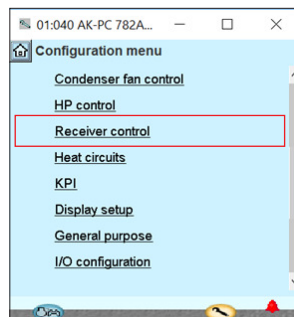 01:040 AK-PC 782A...
Configuration menu
Condenser fan control
HP control
Receiver control
Heat circuits
KPI
Display setup
General purpose
I/O configuration